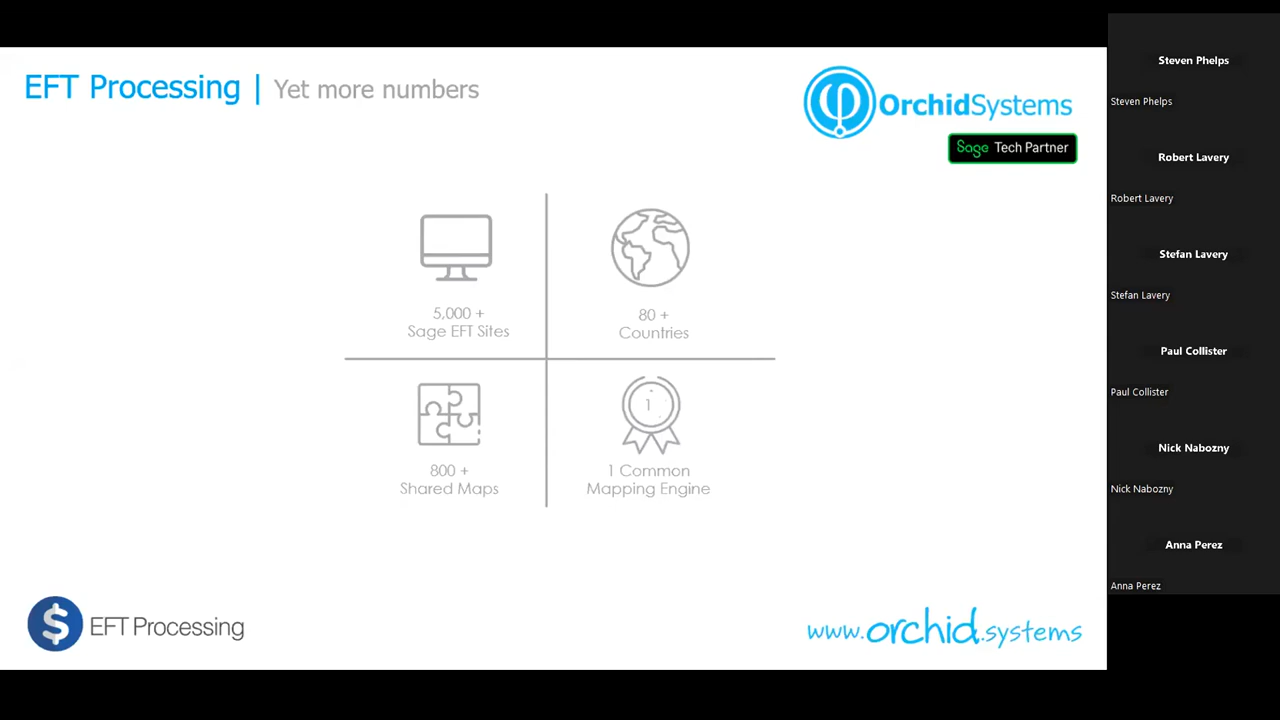 EFT Processing | Yet more numbers
OrchidSystems
Sage Tech Partner
5,000 +
Sage EFT Sites
80 +
Countries
800 +
Shared Maps
1
1 Common
Mapping Engine
$ EFT Processing
www.orchid.systems
Steven Phelps
Steven Phelps
Robert Lavery
Robert Lavery
Stefan Lavery
Stefan Lavery
Paul Collister
Paul Collister
Nick Nabozny
Nick Nabozny
Anna Perez
Anna Perez